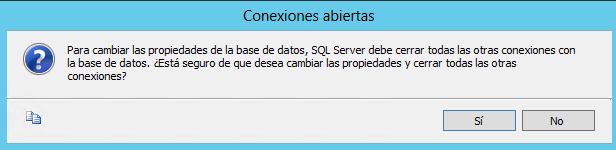 Conexiones abiertas
Para cambiar las propiedades de la base de datos, SQL Server debe cerrar todas las otras conexiones con
la base de datos. ¿Está seguro de que desea cambiar las propiedades y cerrar todas las otras
conexiones?
Sí
No